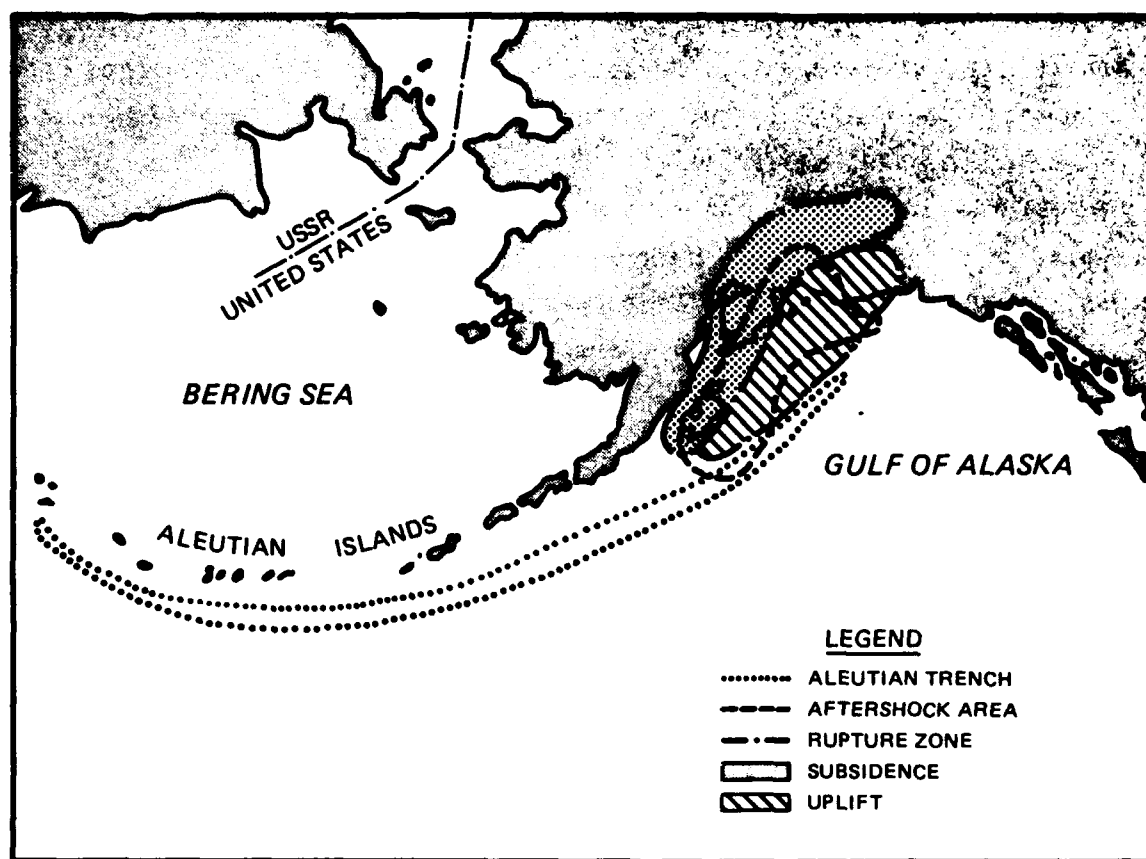 USSR
UNITED STATES
BERING SEA
GULF OF ALASKA
ALEUTIAN ISLANDS
LEGEND
ALEUTIAN TRENCH
AFTERSHOCK AREA
RUPTURE ZONE
SUBSIDENCE
UPLIFT